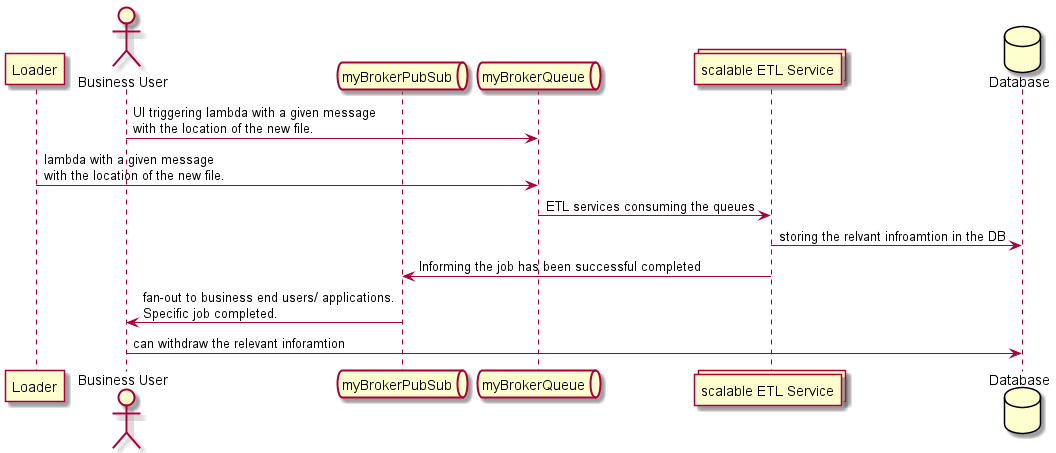 Loader
Business User
myBrokerPubSub
myBrokerQueue
scalable ETL Service
Database
UI triggering lambda with a given message
with the location of the new file.
lambda with a given message
with the location of the new file.
ETL services consuming the queues
storing the relvant infroamtion in the DB
Informing the job has been successful completed
fan-out to business end users/ applications.
Specific job completed.
can withdraw the relevant inforamtion
Loader
Business User
myBrokerPubSub
myBrokerQueue
scalable ETL Service
Database